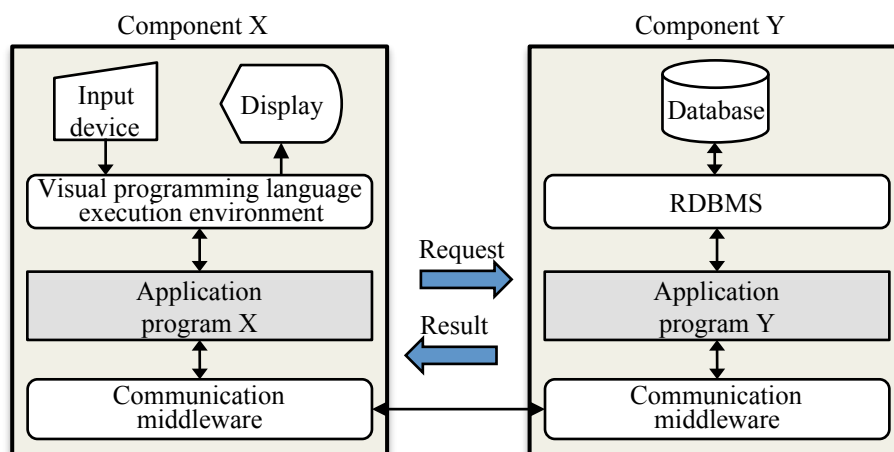 Component X
Input
device
Display
Visual programming language
execution environment
Application
program X
Communication
middleware
Request
Result
Component Y
Database
RDBMS
Application
program Y
Communication
middleware